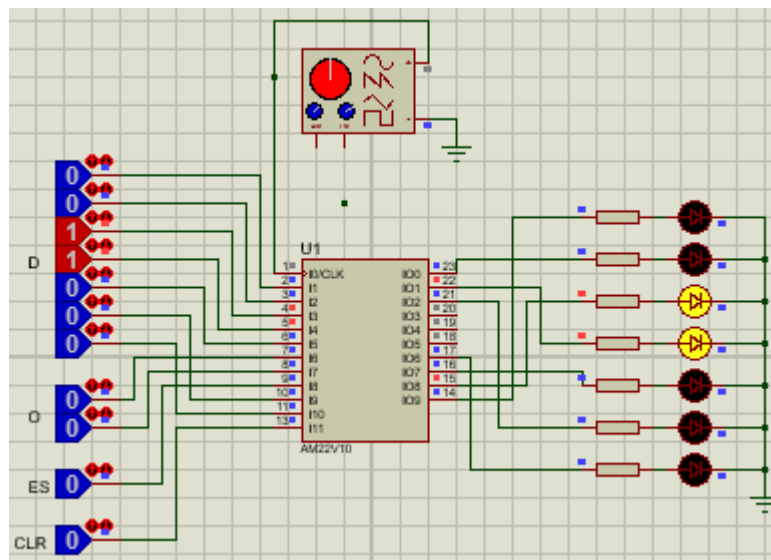 0
0
1
1
0
0
0
D
0
0
O
0
ES
0
CLR
U1
1
2
3
4
5
6
7
8
9
10
11
13
I0/CLK
I1
I2
I3
I4
I5
I6
I7
I8
I9
I10
I11
IO0
IO1
IO2
IO3
IO4
IO5
IO6
IO7
IO8
IO9
23
22
21
20
19
18
17
16
15
14
AM22V10